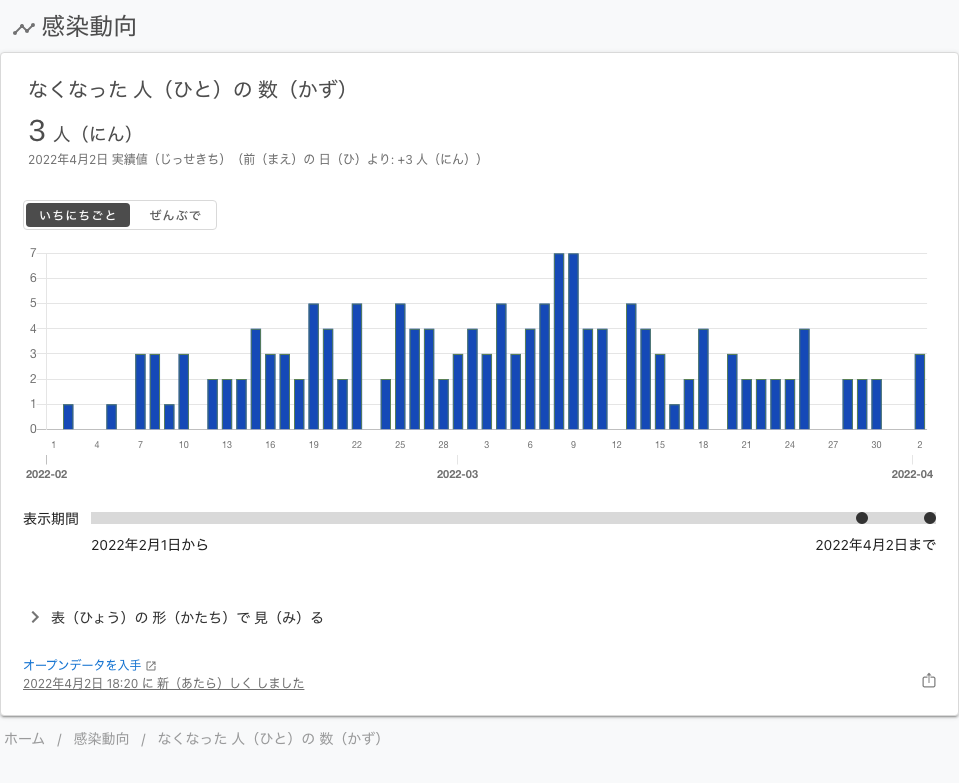 感染動向
なくなった 人（ひと）の 数（かず）
3 人（にん）
2022年4月2日 実績値（じっせきち）（前（まえ）の 日（ひ）より: +3 人（にん））
いちにちごと ぜんぶで
7
6
5
4
3
2
1
0
1 4 7 10 13 16 19 22 25 28 3 6 9 12 15 18 21 24 27 30 2
2022-02 2022-03 2022-04
表示期間
2022年2月1日から 2022年4月2日まで
表（ひょう）の 形（かたち）で 見（み）る
オープンデータを入手
2022年4月2日 18:20 に 新（あたら）しく しました
ホーム / 感染動向 / なくなった 人（ひと）の 数（かず）